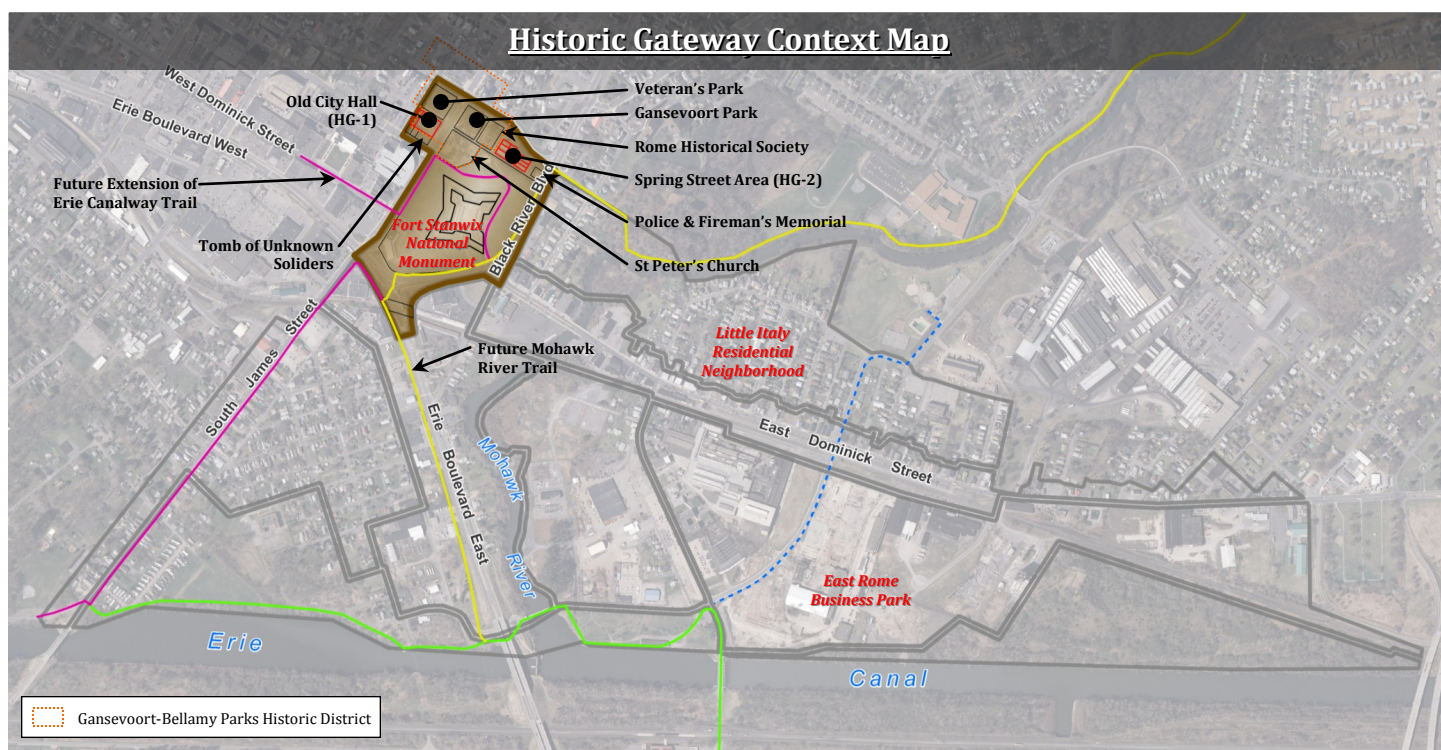 Historic Gateway Context Map
West Dominick Street
Erie Boulevard West
Old City Hall
(HG-1)
Veteran's Park
Gansevoort Park
Rome Historical Society
Spring Street Area (HG-2)
Police & Fireman's Memorial
St Peter's Church
Future Extension of
Erie Canalway Trail
Tomb of Unknown
Soliders
Fort Stanwix
National
Monument
Black River Blvd
South James Street
Future Mohawk
River Trail
Little Italy
Residential
Neighborhood
Erie Boulevard East
Mohawk River
East Dominick Street
East Rome
Business Park
Erie Canal
Gansevoort-Bellamy Parks Historic District